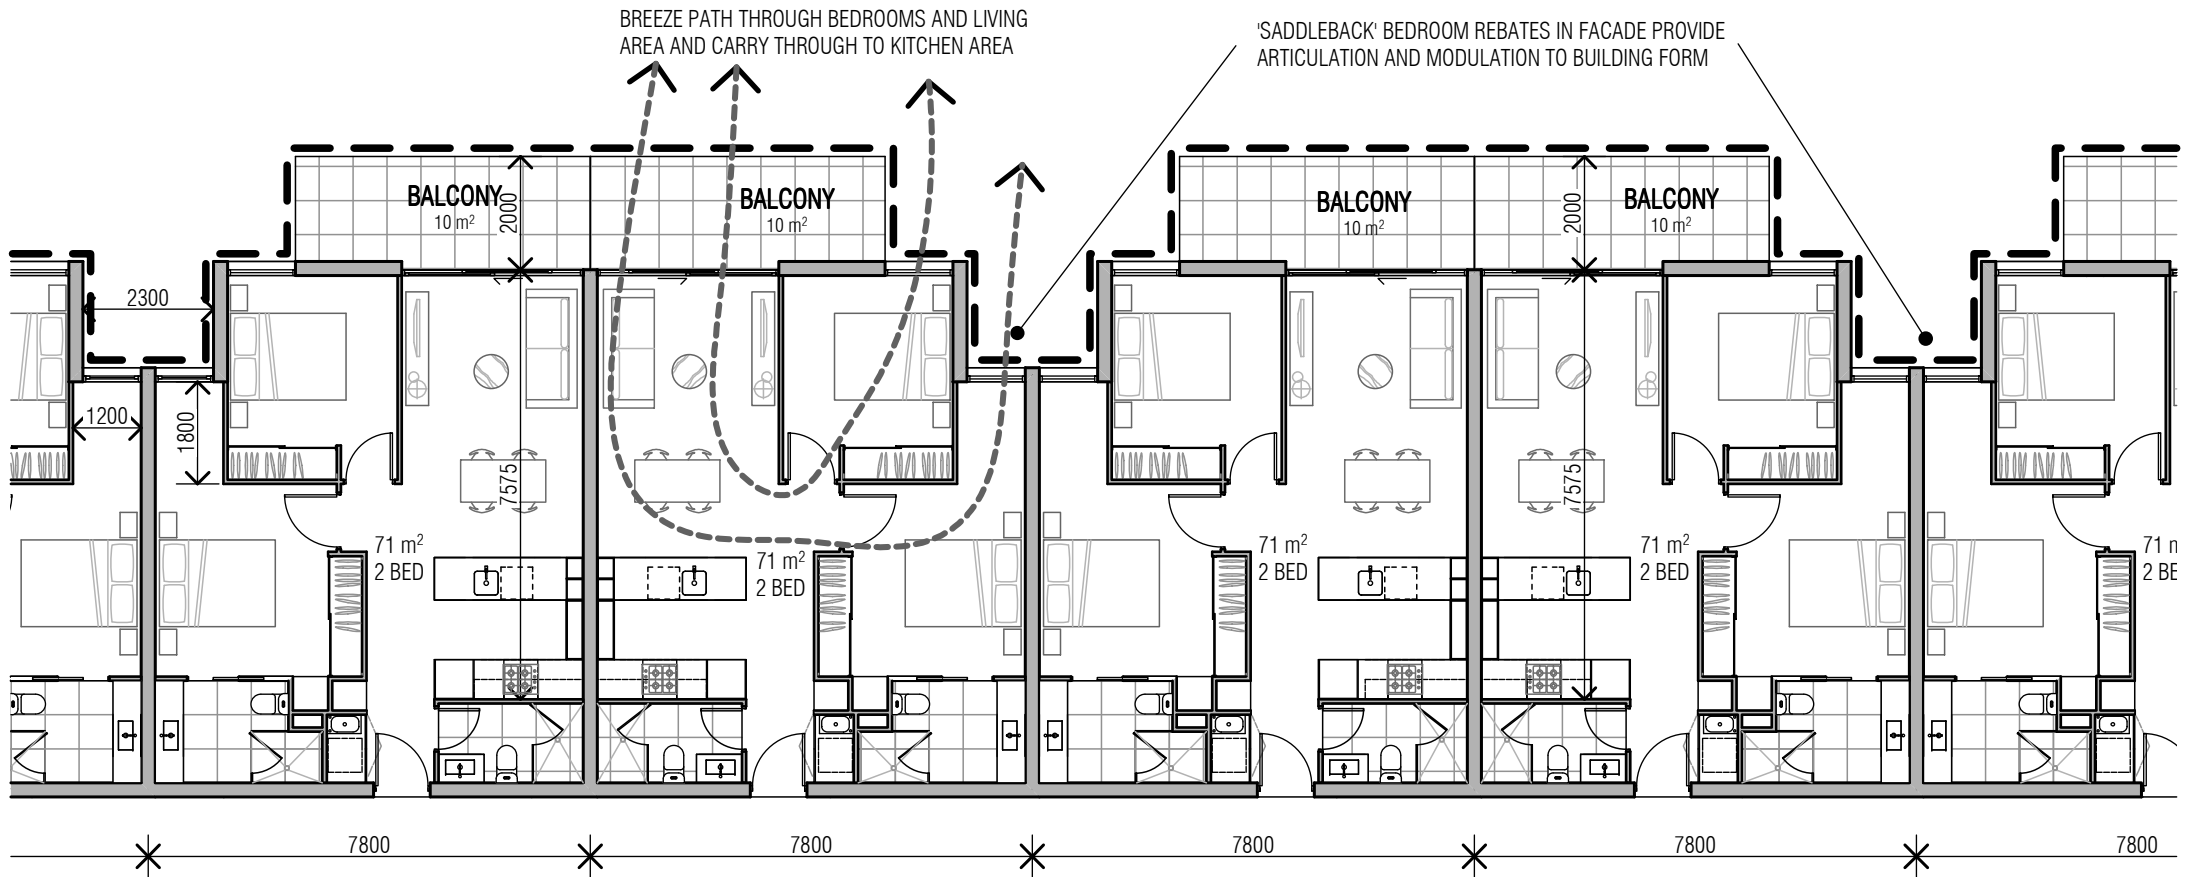 BREEZE PATH THROUGH BEDROOMS AND LIVING
AREA AND CARRY THROUGH TO KITCHEN AREA
'SADDLEBACK' BEDROOM REBATES IN FACADE PROVIDE
ARTICULATION AND MODULATION TO BUILDING FORM
BALCONY
10 m²
2000
BALCONY
10 m²
BALCONY
10 m²
2000
BALCONY
10 m²
2300
1200
1800
7575
7575
71 m²
2 BED
71 m²
2 BED
71 m²
2 BED
71 m²
2 BED
71 m
2 BE
7800
7800
7800
7800
7800